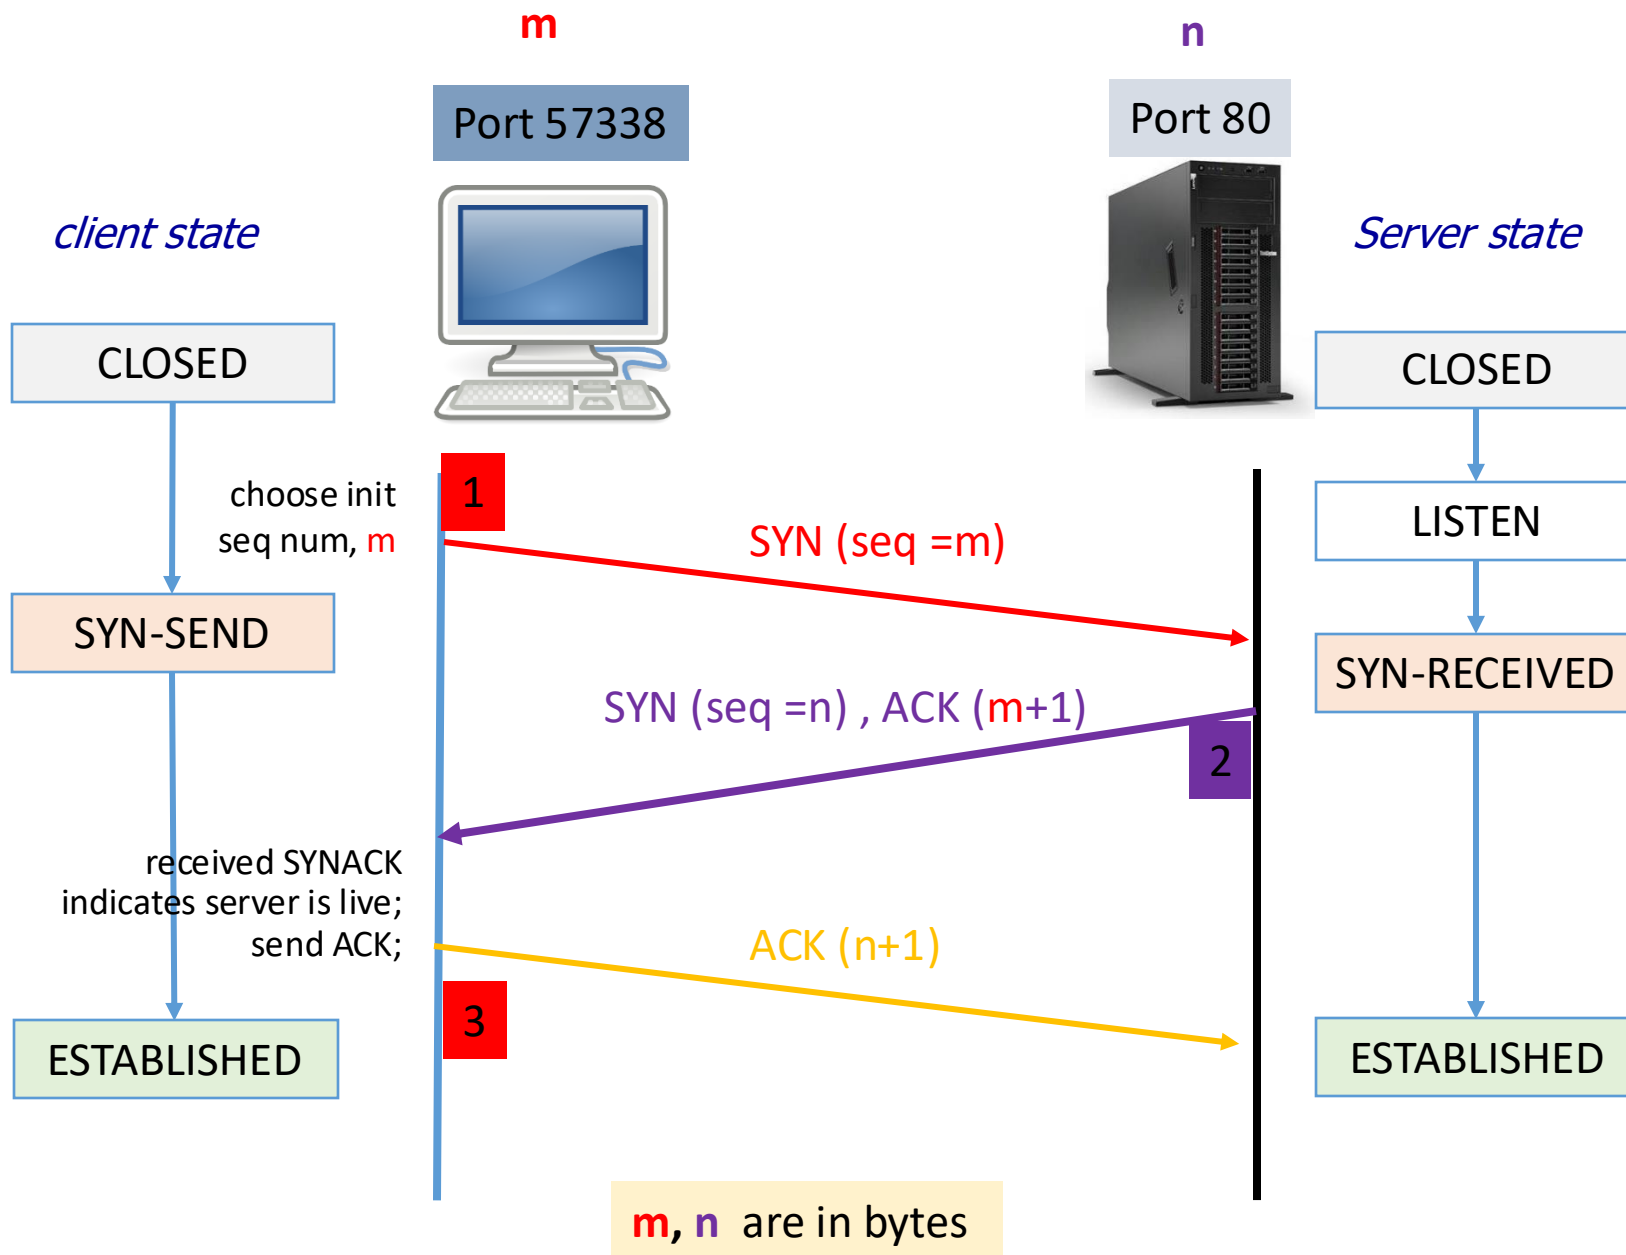 m
n
Port 57338
Port 80
client state
Server state
CLOSED
CLOSED
choose init
seq num, m
1
SYN (seq =m)
LISTEN
SYN-SEND
SYN-RECEIVED
SYN (seq =n) , ACK (m+1)
2
received SYNACK
indicates server is live;
send ACK;
ACK (n+1)
3
ESTABLISHED
ESTABLISHED
m, n are in bytes